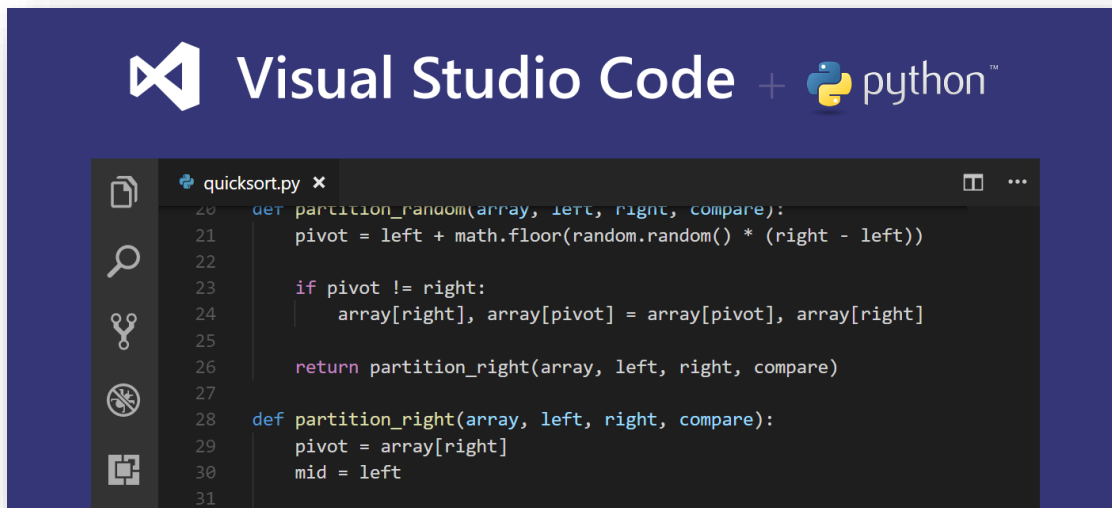 Visual Studio Code + python™
quicksort.py ×
20 def partition_random(array, left, right, compare):
21 pivot = left + math.floor(random.random() * (right - left))
22
23 if pivot != right:
24 array[right], array[pivot] = array[pivot], array[right]
25
26 return partition_right(array, left, right, compare)
27
28 def partition_right(array, left, right, compare):
29 pivot = array[right]
30 mid = left
31